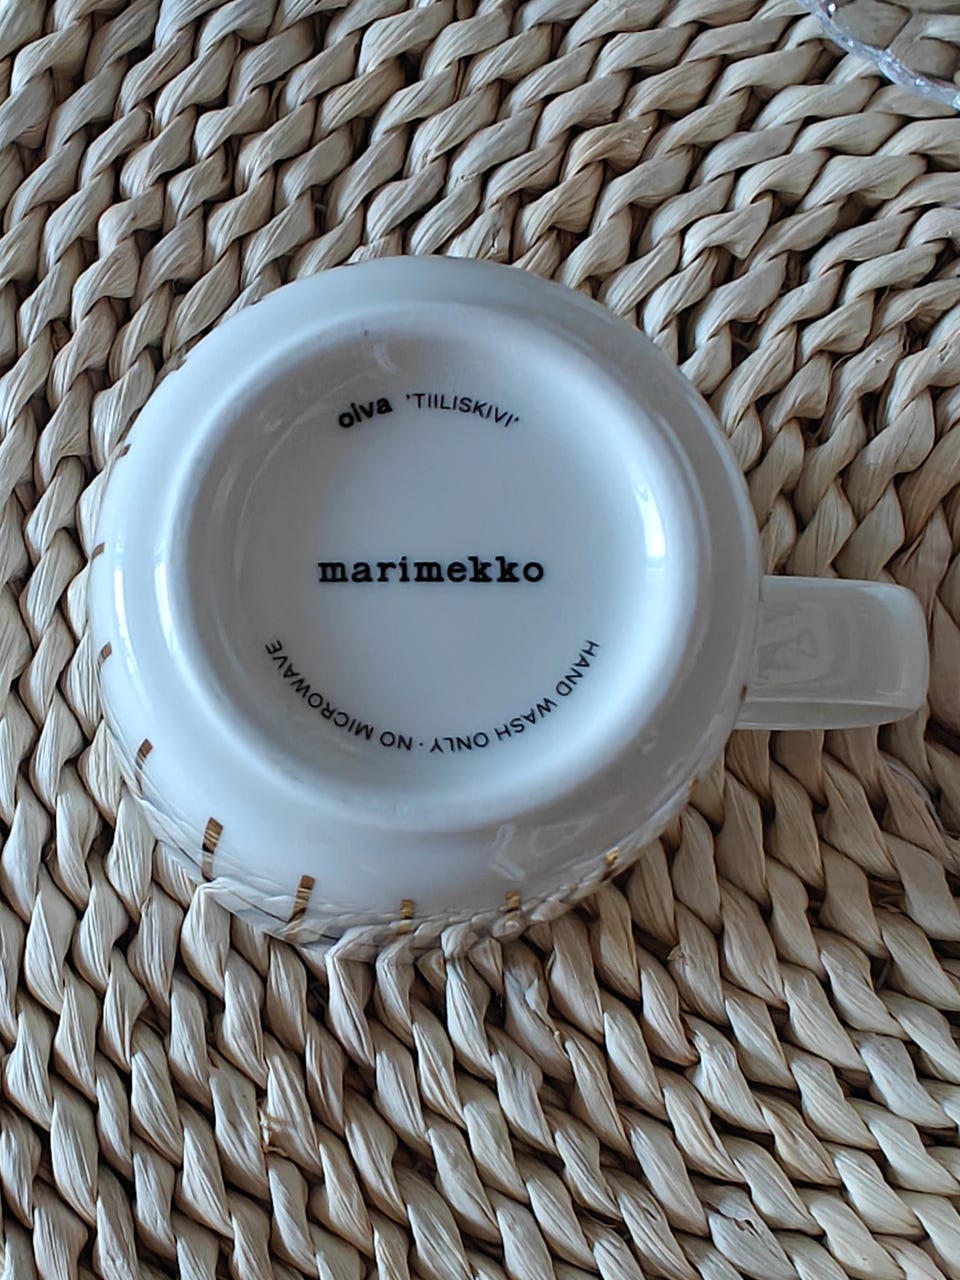 oiva 'TIILISKIVI'
marimekko
HAND WASH ONLY · NO MICROWAVE